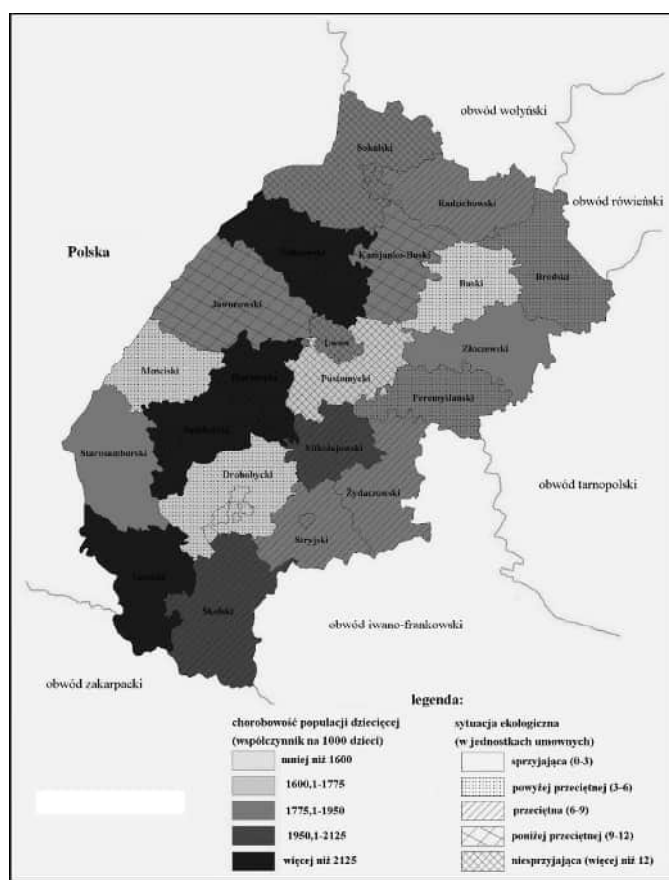 obwód wołyński
Sokalski
Radziechowski
obwód rówieński
Polska
Kamjanko-Buski
Buski
Brodski
Jaworowski
Lwów
Złoczewski
Mościski
Pustomycki
Peremyślański
Starosamborski
Mikołajowski
Drohobycki
obwód tarnopolski
Żydaczowski
Stryjski
Skolski
obwód iwano-frankowski
obwód zakarpacki
legenda:
chorobowość populacji dziecięcej
(współczynnik na 1000 dzieci)
mniej niż 1600
1600,1-1775
1775,1-1950
1950,1-2125
więcej niż 2125
sytuacja ekologiczna
(w jednostkach umownych)
sprzyjająca (0-3)
powyżej przeciętnej (3-6)
przeciętna (6-9)
poniżej przeciętnej (9-12)
niesprzyjająca (więcej niż 12)